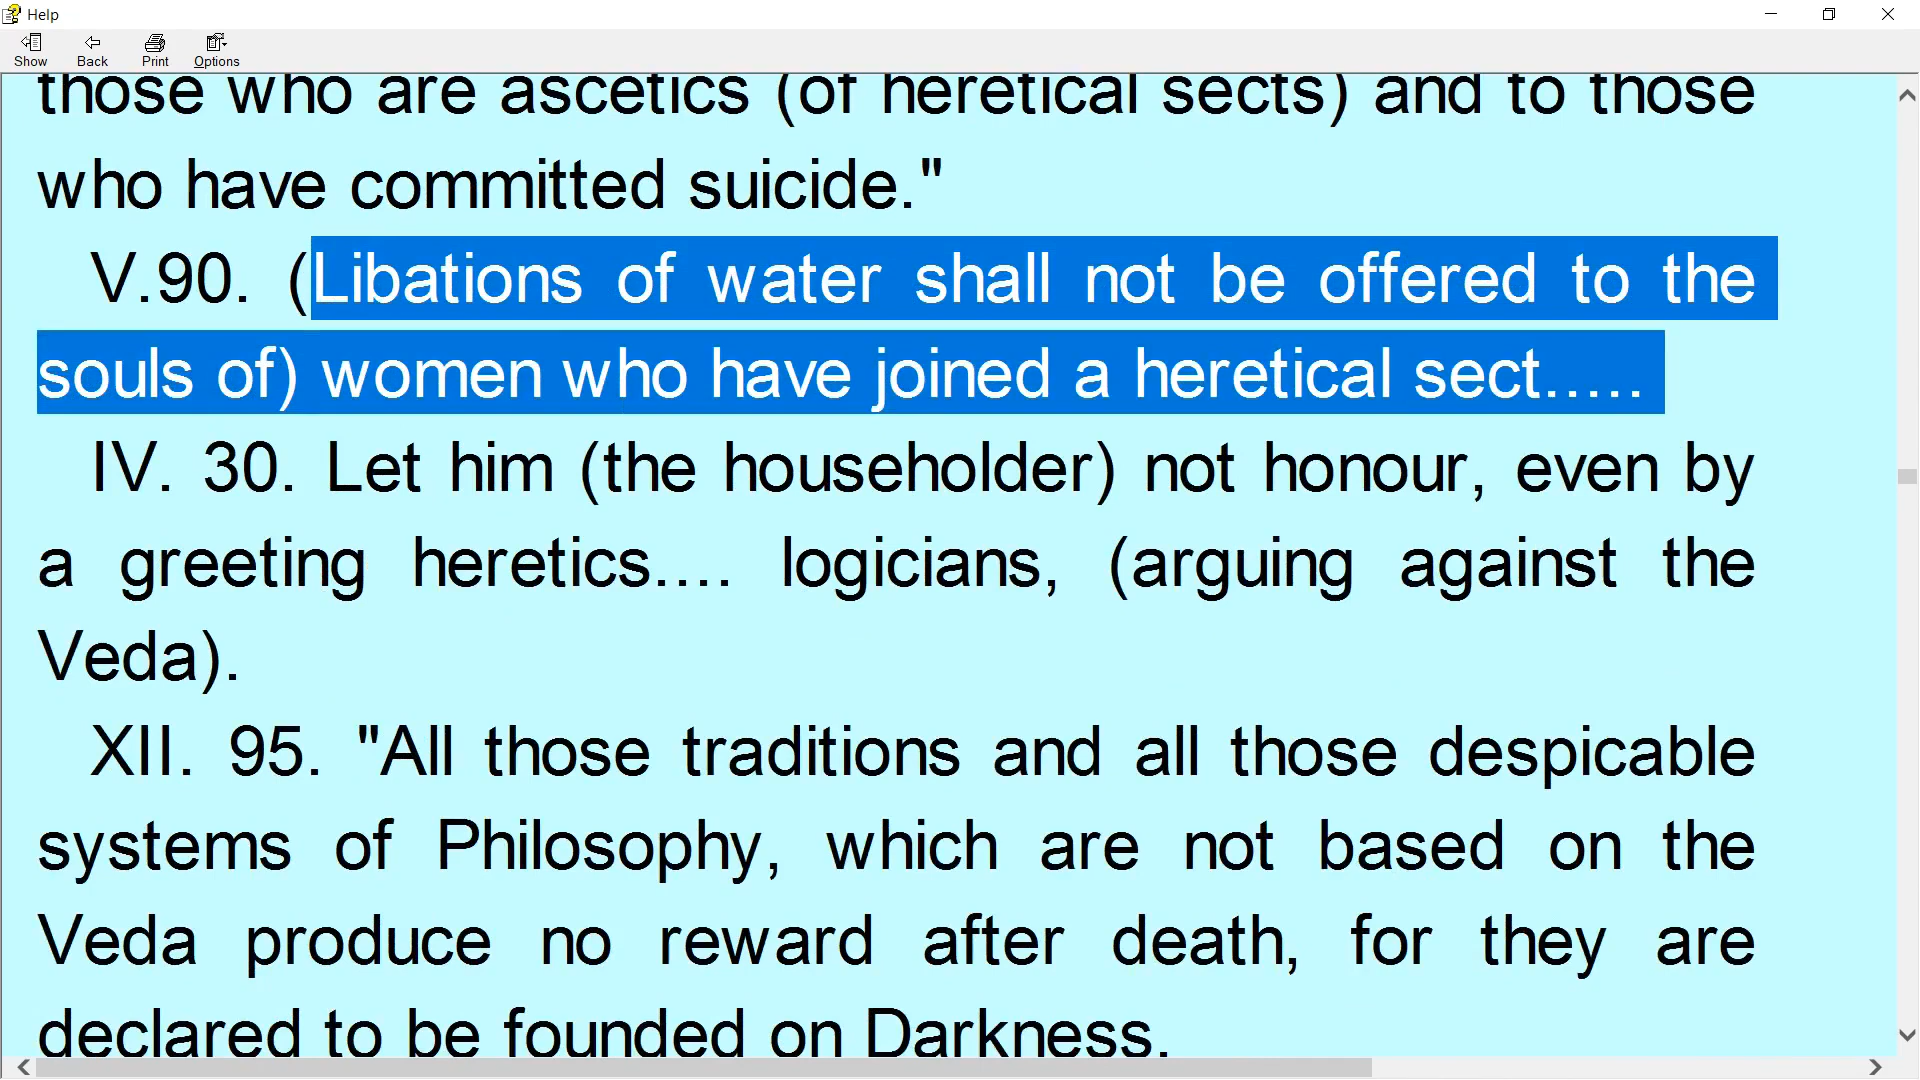 Help
Show Back Print Options
those who are ascetics (of heretical sects) and to those
who have committed suicide."
V.90. (Libations of water shall not be offered to the
souls of) women who have joined a heretical sect.....
IV. 30. Let him (the householder) not honour, even by
a greeting heretics.... logicians, (arguing against the
Veda).
XII. 95. "All those traditions and all those despicable
systems of Philosophy, which are not based on the
Veda produce no reward after death, for they are
declared to be founded on Darkness.